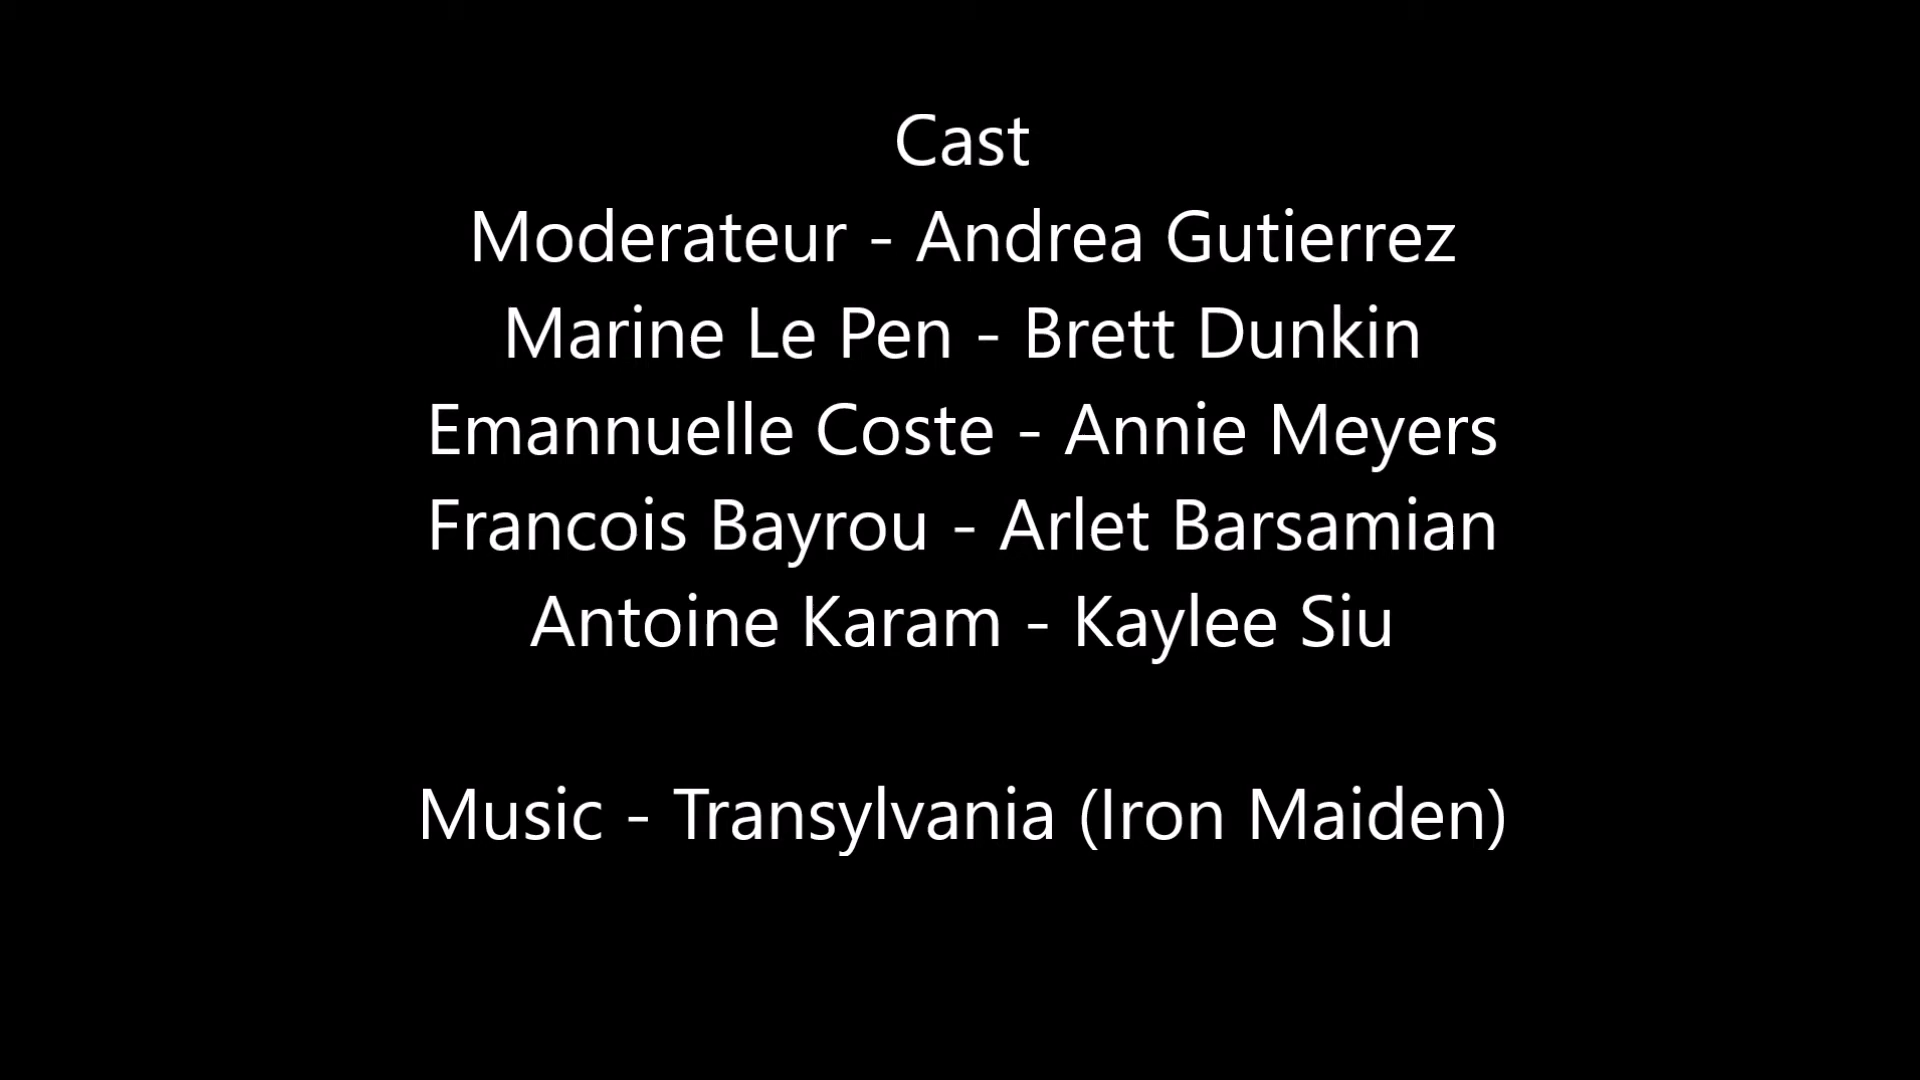 Cast
Moderateur - Andrea Gutierrez
Marine Le Pen - Brett Dunkin
Emannuelle Coste - Annie Meyers
Francois Bayrou - Arlet Barsamian
Antoine Karam - Kaylee Siu
Music - Transylvania (Iron Maiden)